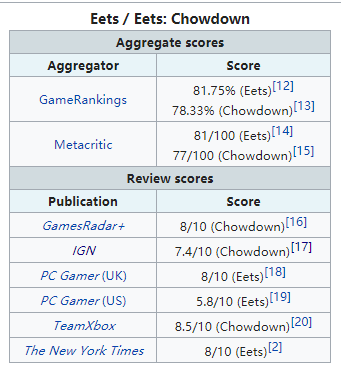 Eets / Eets: Chowdown
Aggregate scores
Aggregator Score
GameRankings 81.75% (Eets)[12]
78.33% (Chowdown)[13]
Metacritic 81/100 (Eets)[14]
77/100 (Chowdown)[15]
Review scores
Publication Score
GamesRadar+ 8/10 (Chowdown)[16]
IGN 7.4/10 (Chowdown)[17]
PC Gamer (UK) 8/10 (Eets)[18]
PC Gamer (US) 5.8/10 (Eets)[19]
TeamXbox 8.5/10 (Chowdown)[20]
The New York Times 8/10 (Eets)[2]